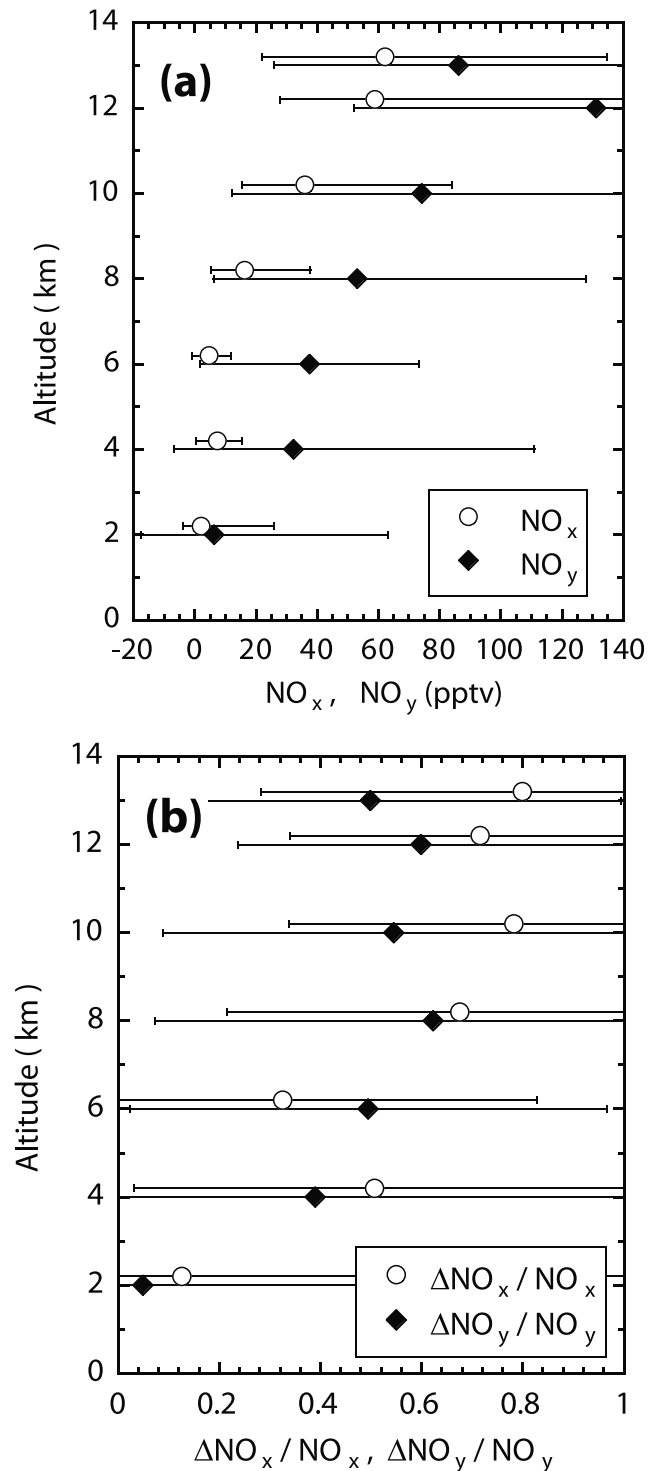 14
12
10
8
6
4
2
0
Altitude ( km )
(a)
NOx
NOy
-20 0 20 40 60 80 100 120 140
NOx , NOy (pptv)
14
12
10
8
6
4
2
0
Altitude ( km )
(b)
ΔNOx / NOx
ΔNOy / NOy
0 0.2 0.4 0.6 0.8 1
ΔNOx / NOx , ΔNOy / NOy